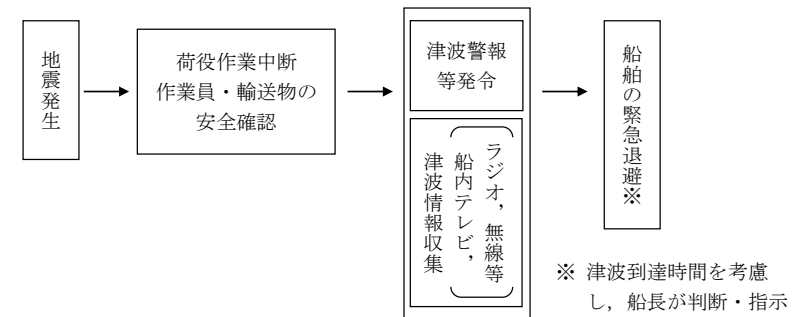 地震発生
荷役作業中断
作業員・輸送物の
安全確認
津波警報
等発令
津波情報収集
（ラジオ，無線等
船内テレビ，）
船舶の緊急退避※
※ 津波到達時間を考慮
し，船長が判断・指示